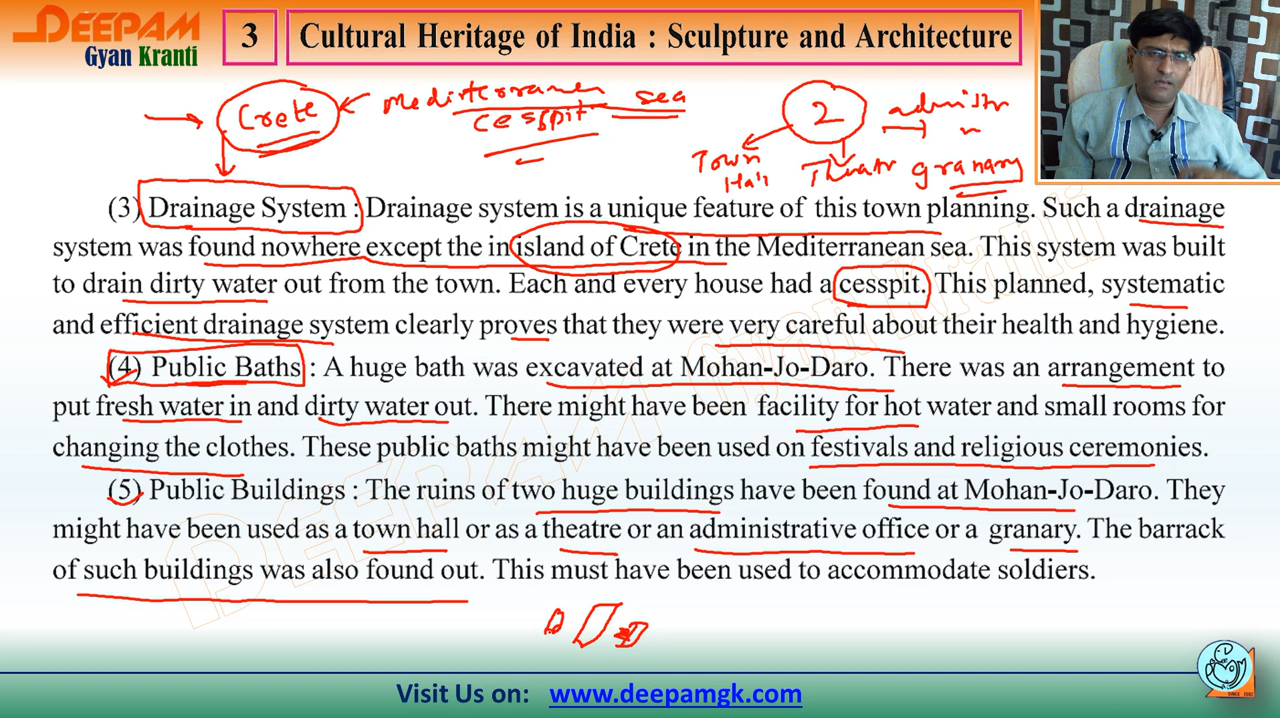 DEEPAM
Gyan Kranti
3
Cultural Heritage of India : Sculpture and Architecture
Crete
sea
cesspit
2
Town
granary
(3) Drainage System : Drainage system is a unique feature of this town planning. Such a drainage
system was found nowhere except the in island of Crete in the Mediterranean sea. This system was built
to drain dirty water out from the town. Each and every house had a cesspit. This planned, systematic
and efficient drainage system clearly proves that they were very careful about their health and hygiene.
(4) Public Baths : A huge bath was excavated at Mohan-Jo-Daro. There was an arrangement to
put fresh water in and dirty water out. There might have been facility for hot water and small rooms for
changing the clothes. These public baths might have been used on festivals and religious ceremonies.
(5) Public Buildings : The ruins of two huge buildings have been found at Mohan-Jo-Daro. They
might have been used as a town hall or as a theatre or an administrative office or a granary. The barrack
of such buildings was also found out. This must have been used to accommodate soldiers.
DEEPAM Gyan Kranti
Visit Us on: www.deepamgk.com